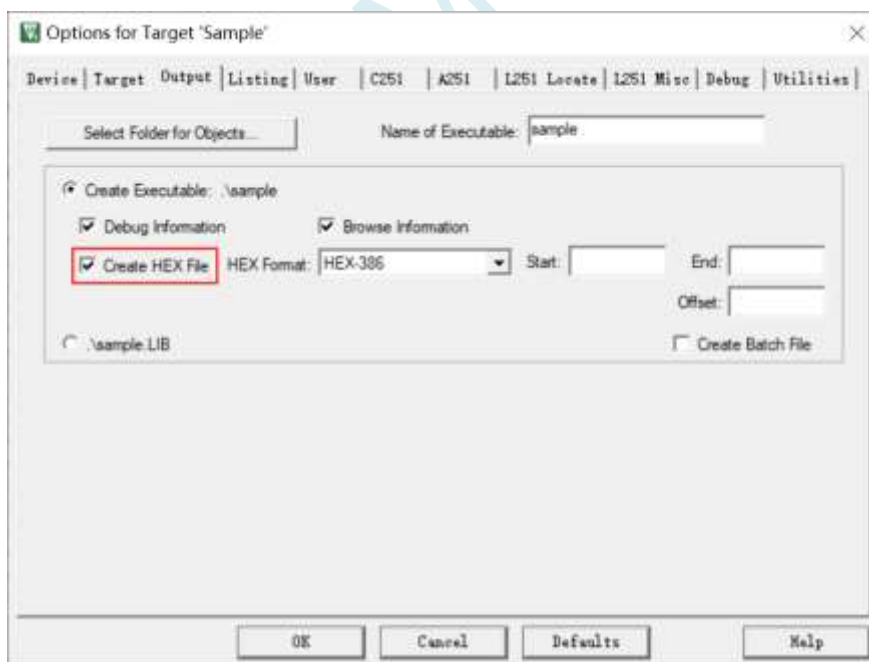 Options for Target 'Sample'
Device Target Output Listing User C251 A251 L251 Locate L251 Misc Debug Utilities
Select Folder for Objects... Name of Executable: sample
Create Executable: .\sample
Debug Information Browse Information
Create HEX File HEX Format: HEX-386 Start: End:
Offset:
.\sample.LIB Create Batch File
OK Cancel Defaults Help